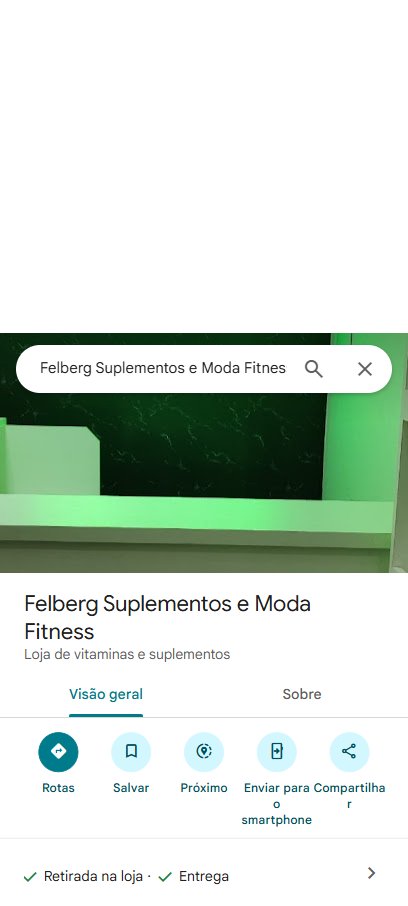 Felberg Suplementos e Moda Fitnes
Felberg Suplementos e Moda
Fitness
Loja de vitaminas e suplementos
Visão geral
Sobre
Rotas
Salvar
Próximo
Enviar para
o
smartphone
Compartilha
r
Retirada na loja ·
Entrega